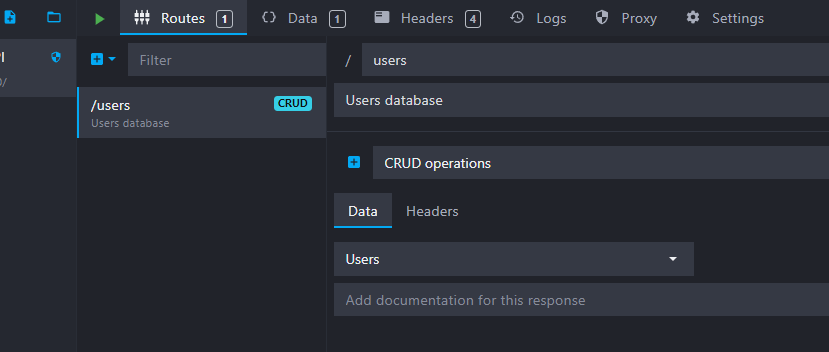 Routes 1 Data 1 Headers 4 Logs Proxy Settings
Filter
/ users
/users CRUD
Users database
Users database
CRUD operations
Data Headers
Users
Add documentation for this response